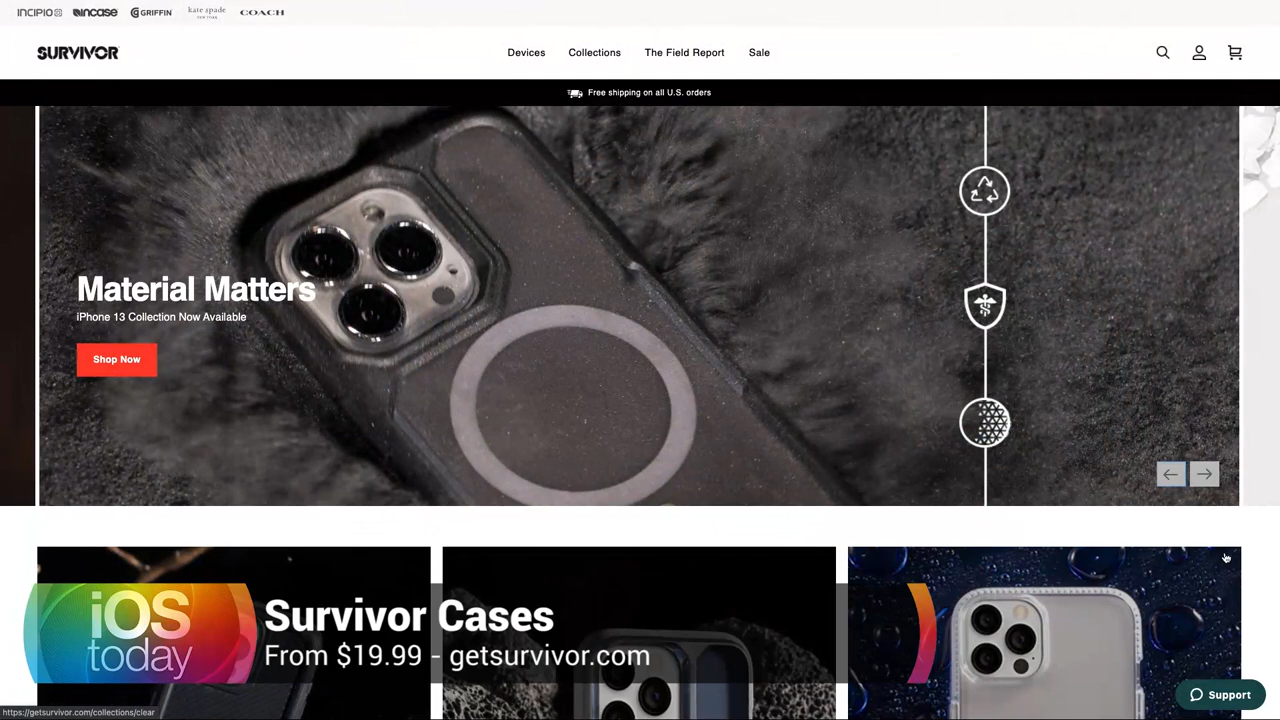 INCIPIO incase GRIFFIN kate spade COACH
NEW YORK
SURVIVOR Devices Collections The Field Report Sale
Free shipping on all U.S. orders
Material Matters
iPhone 13 Collection Now Available
Shop Now
iOS
today
Survivor Cases
From $19.99 - getsurvivor.com
Support
https://getsurvivor.com/collections/clear